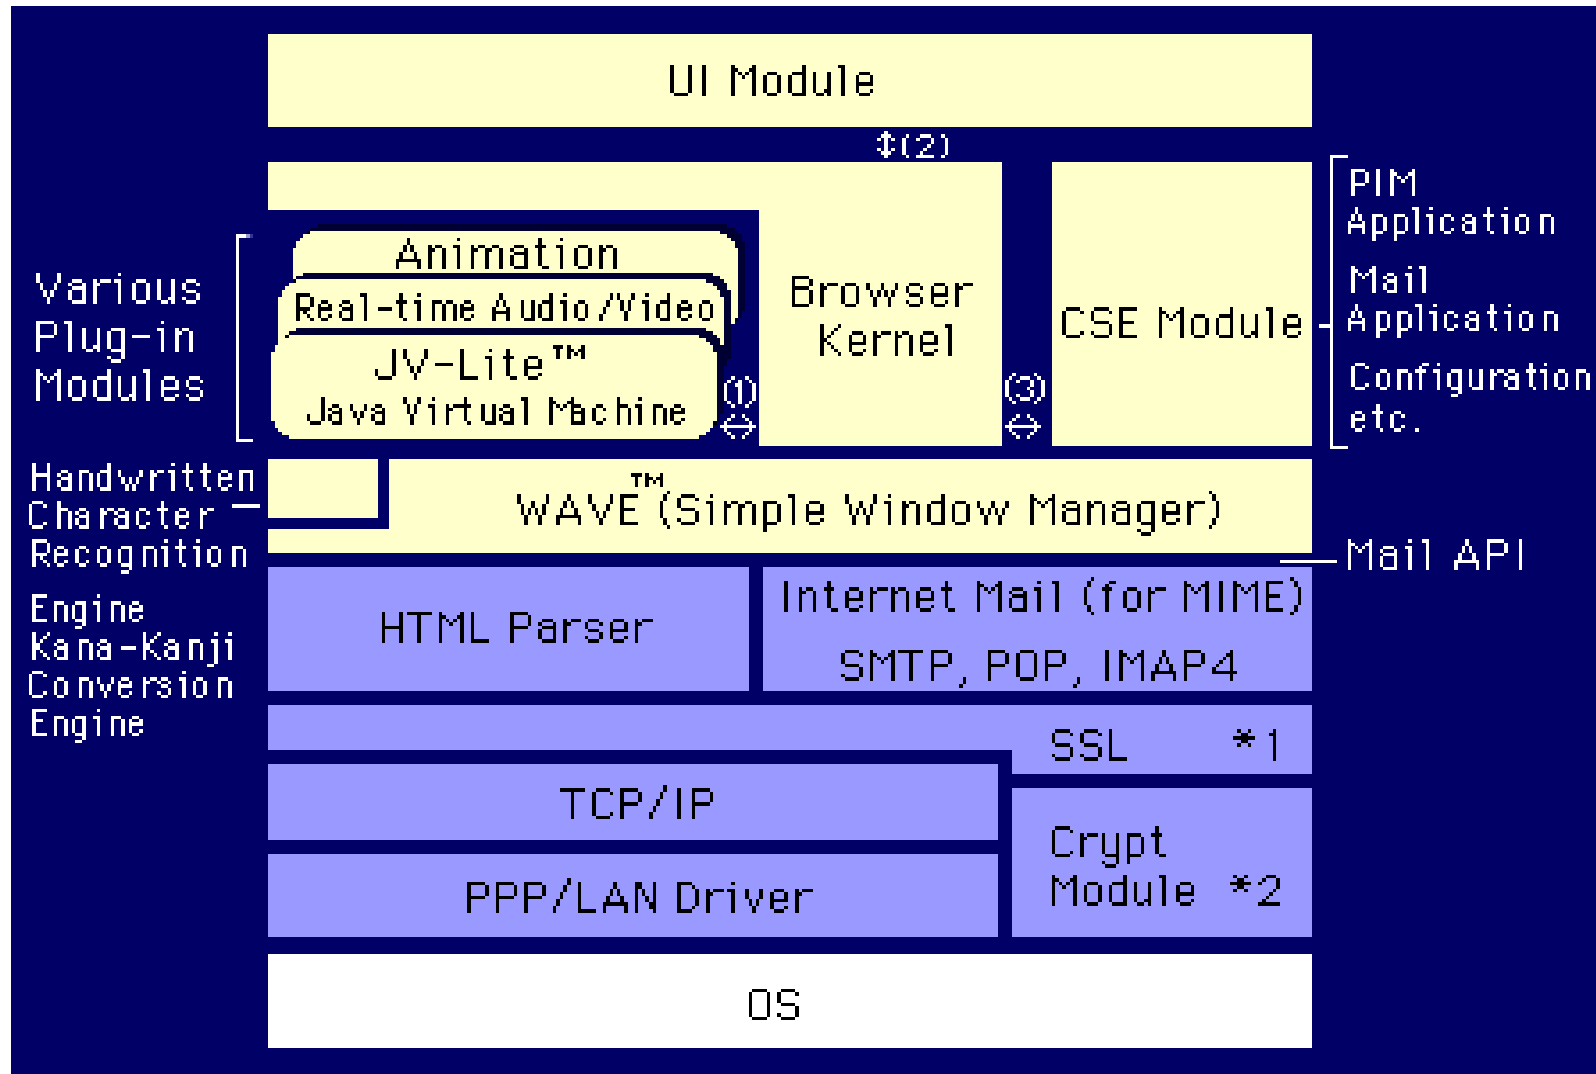 UI Module
⇕(2)
Various
Plug-in
Modules
Animation
Real-time Audio/Video
JV-Lite™
Java Virtual Machine
(1)
⇔
Browser
Kernel
(3)
⇔
CSE Module
PIM
Application
Mail
Application
Configuration
etc.
Handwritten
Character
Recognition
Engine
Kana-Kanji
Conversion
Engine
WAVE™(Simple Window Manager)
Mail API
HTML Parser
Internet Mail (for MIME)
SMTP, POP, IMAP4
SSL *1
TCP/IP
Crypt
Module *2
PPP/LAN Driver
OS